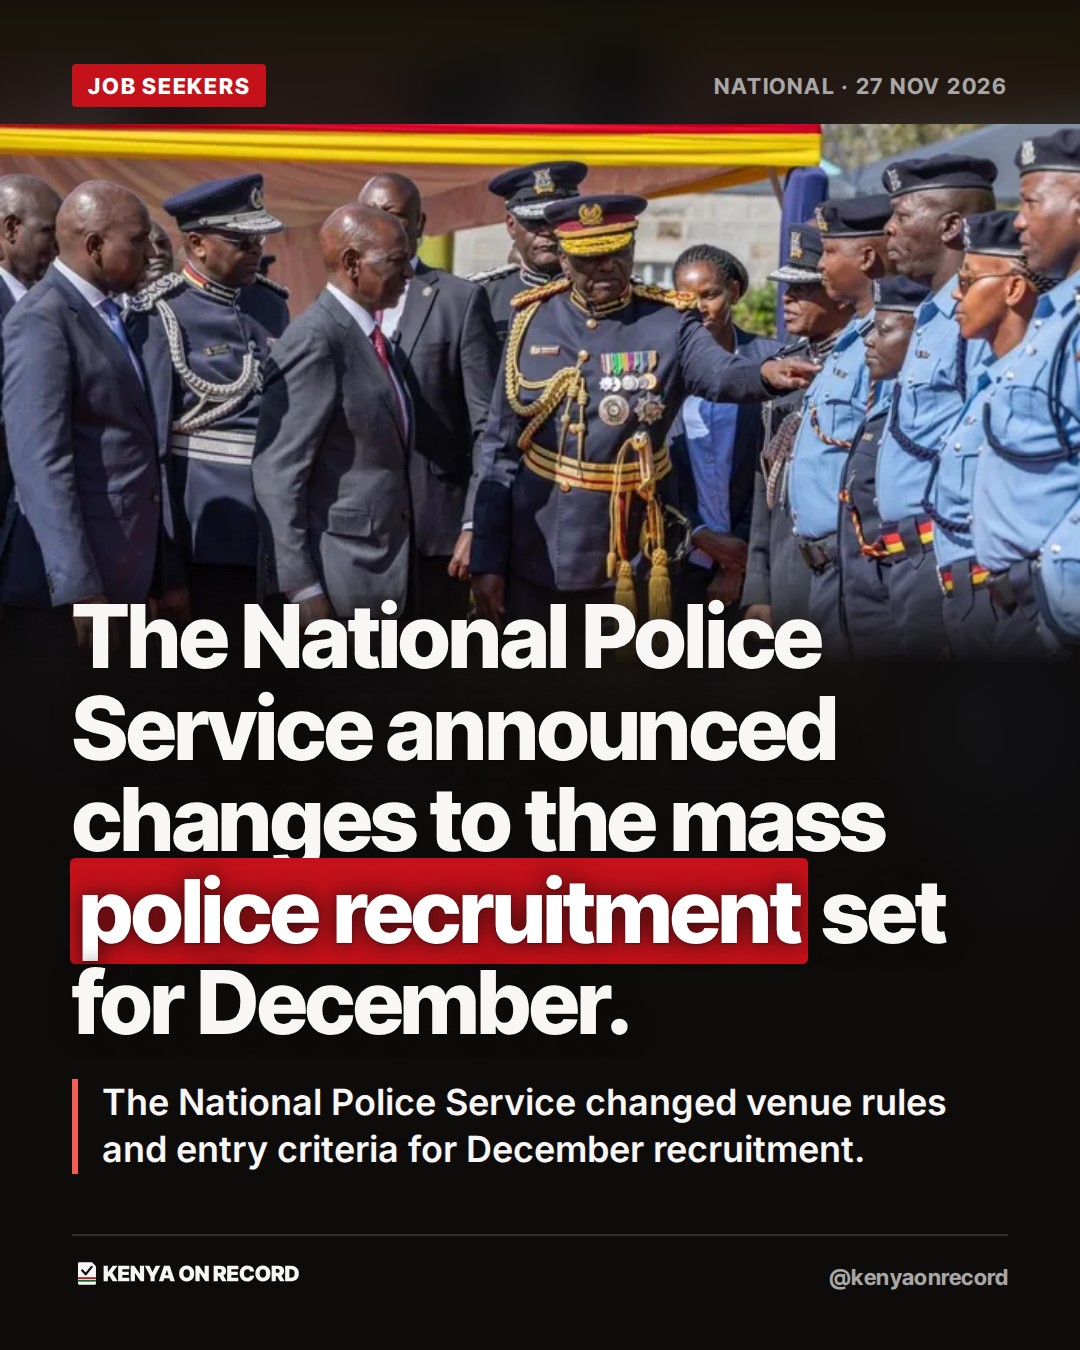 JOB SEEKERS
NATIONAL · 27 NOV 2026
The National Police
Service announced
changes to the mass
police recruitment set
for December.
The National Police Service changed venue rules
and entry criteria for December recruitment.
KENYA ON RECORD
@kenyaonrecord